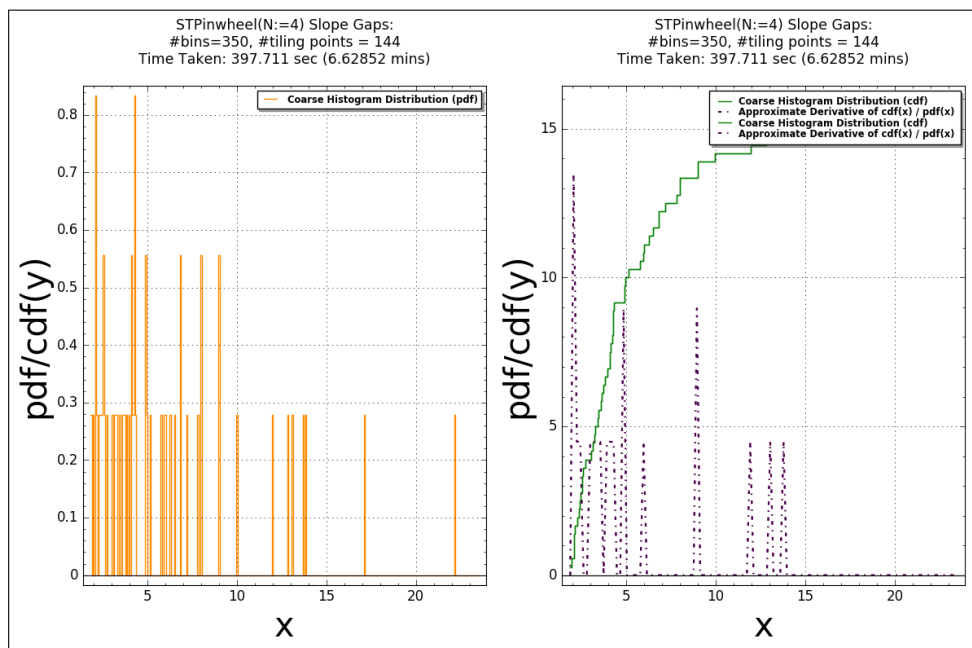 STPinwheel(N:=4) Slope Gaps:
#bins=350, #tiling points = 144
Time Taken: 397.711 sec (6.62852 mins)
Coarse Histogram Distribution (pdf)
pdf/cdf(y)
0.8
0.7
0.6
0.5
0.4
0.3
0.2
0.1
0
5
10
15
20
x
STPinwheel(N:=4) Slope Gaps:
#bins=350, #tiling points = 144
Time Taken: 397.711 sec (6.62852 mins)
Coarse Histogram Distribution (cdf)
Approximate Derivative of cdf(x) / pdf(x)
Coarse Histogram Distribution (cdf)
Approximate Derivative of cdf(x) / pdf(x)
pdf/cdf(y)
15
10
5
0
5
10
15
20
x